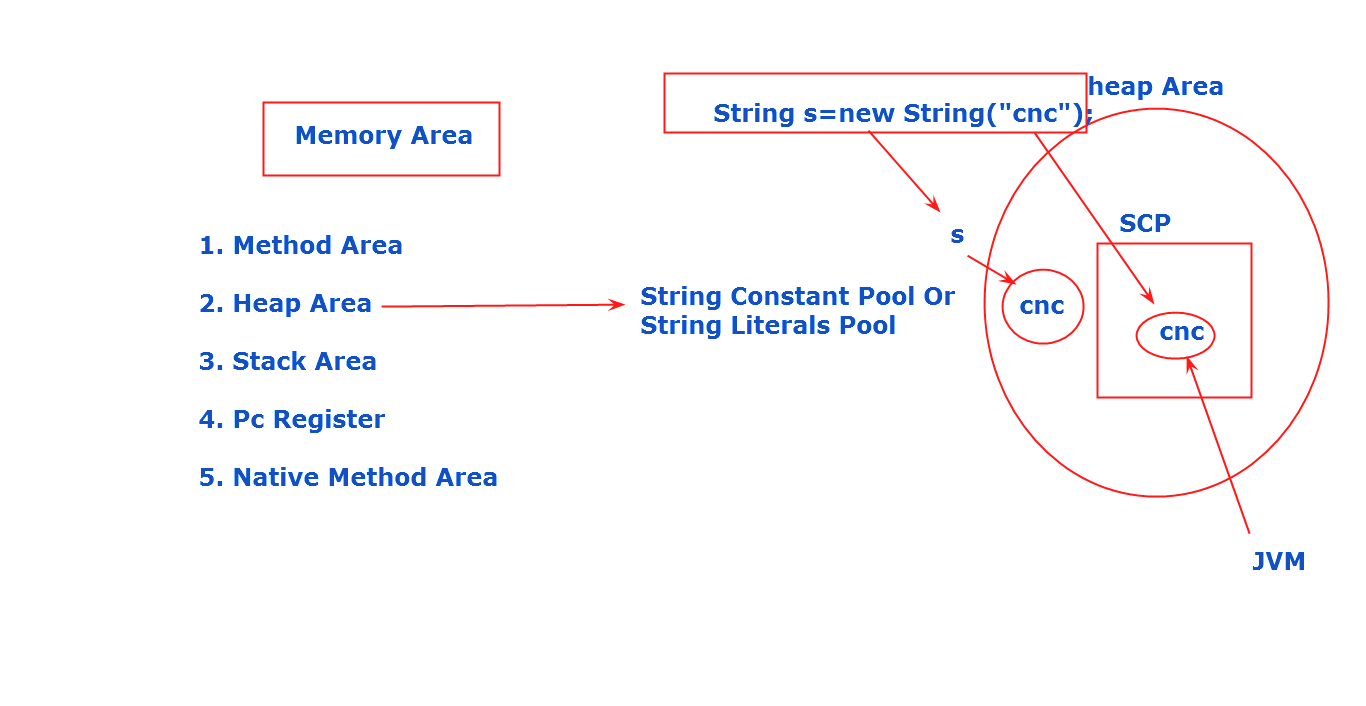 Memory Area
1. Method Area
2. Heap Area
3. Stack Area
4. Pc Register
5. Native Method Area
String Constant Pool Or
String Literals Pool
heap Area
String s=new String("cnc");
s
SCP
cnc
cnc
JVM